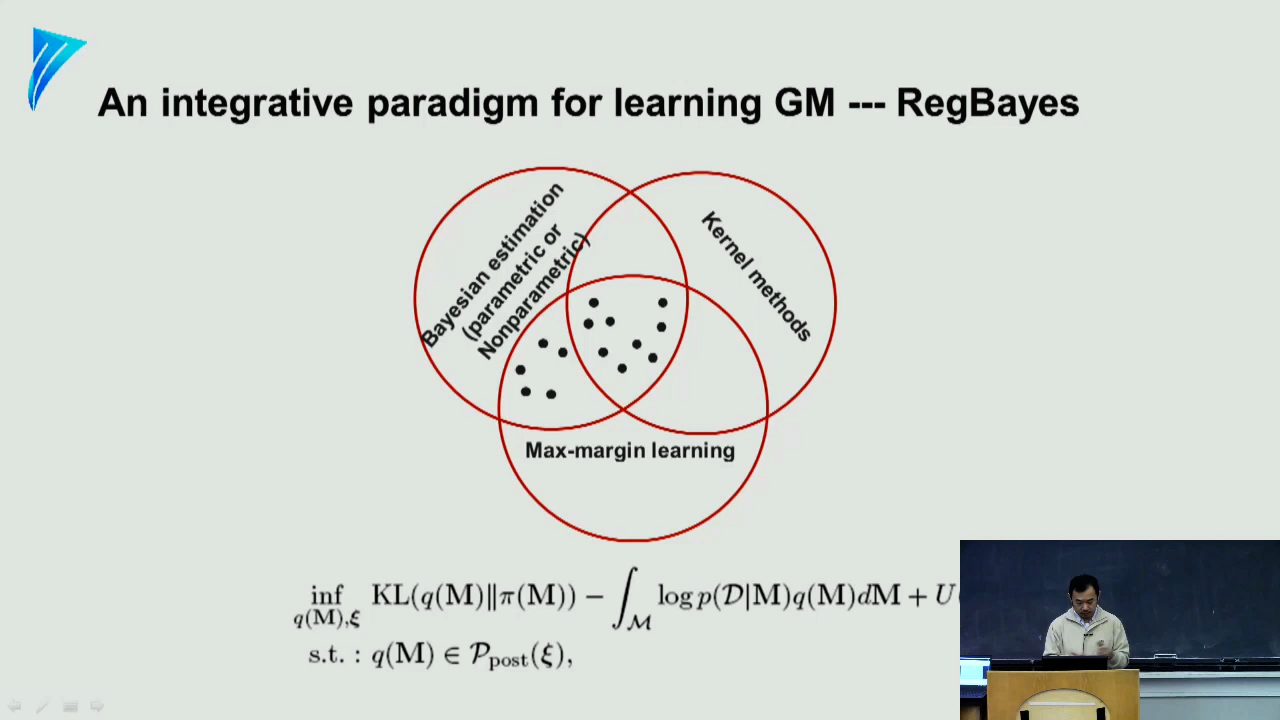 An integrative paradigm for learning GM --- RegBayes
Bayesian estimation
(parametric or
Nonparametric)
Kernel methods
Max-margin learning
inf KL(q(M)‖π(M)) − ∫ log p(𝒟|M)q(M)dM + U
q(M),ξ ℳ
s.t. : q(M) ∈ 𝒫post(ξ),